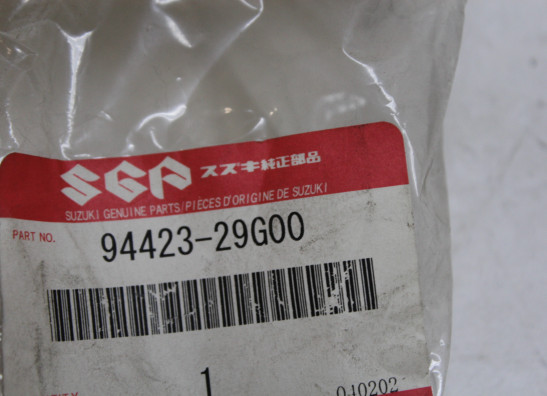 SGP スズキ純正部品
SUZUKI GENUINE PARTS/PIÈCES D'ORIGINE DE SUZUKI
PART NO. 94423-29G00
1
040202